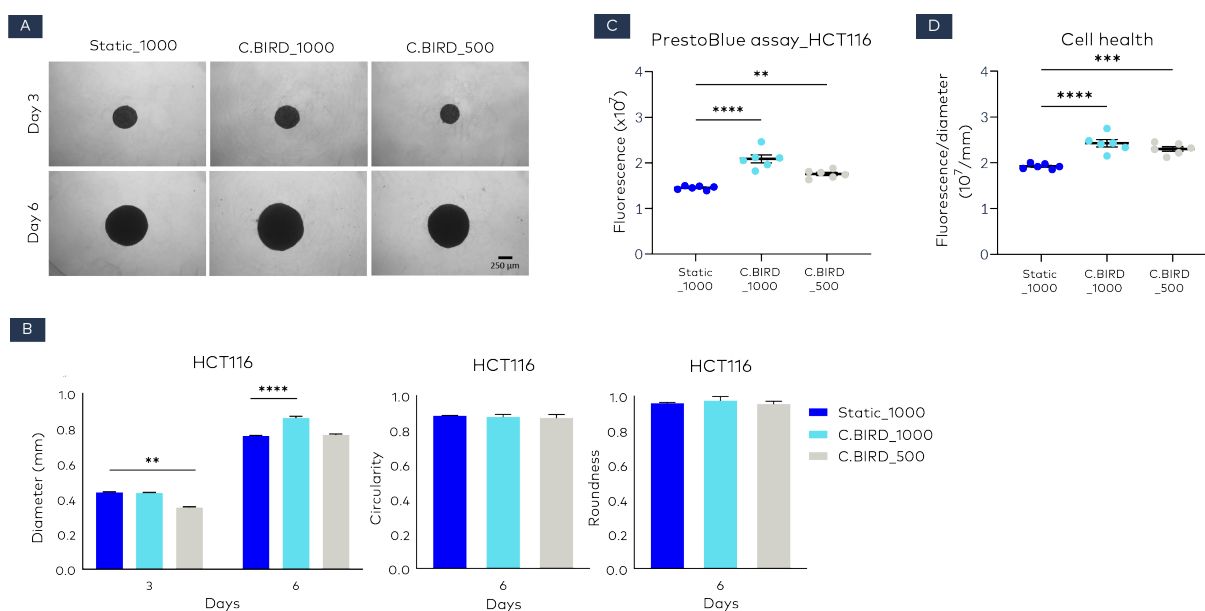 A
Static_1000
C.BIRD_1000
C.BIRD_500
Day 3
Day 6
250 μm
C
PrestoBlue assay_HCT116
Fluorescence (x10⁷)
4
3
2
1
0
**
****
Static
_1000
C.BIRD
_1000
C.BIRD
_500
D
Cell health
Fluorescence/diameter
(10⁷/mm)
4
3
2
1
0
***
****
Static
_1000
C.BIRD
_1000
C.BIRD
_500
B
HCT116
Diameter (mm)
1.0
0.8
0.6
0.4
0.2
0.0
**
****
3
6
Days
HCT116
Circularity
1.0
0.8
0.6
0.4
0.2
0.0
6
Days
HCT116
Roundness
1.0
0.8
0.6
0.4
0.2
0.0
6
Days
Static_1000
C.BIRD_1000
C.BIRD_500